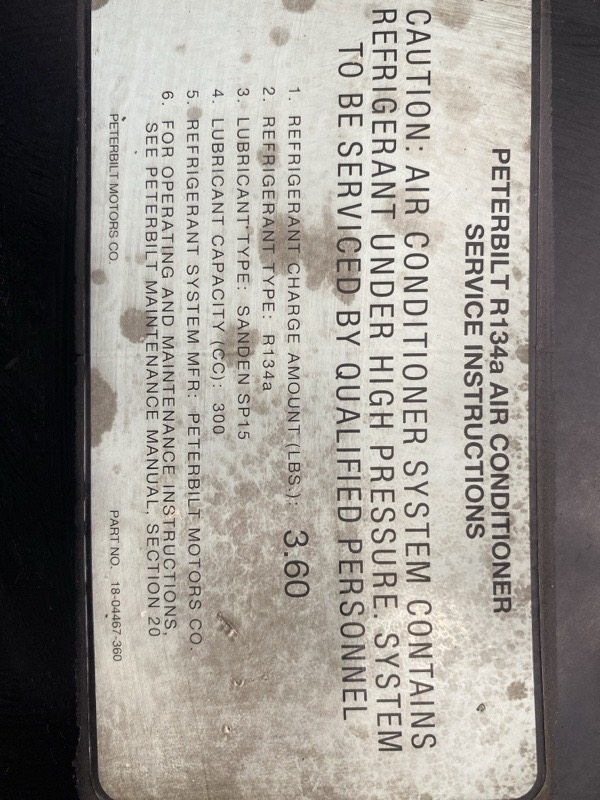 PETERBILT R134a AIR CONDITIONER
SERVICE INSTRUCTIONS
CAUTION: AIR CONDITIONER SYSTEM CONTAINS
REFRIGERANT UNDER HIGH PRESSURE. SYSTEM
TO BE SERVICED BY QUALIFIED PERSONNEL
1. REFRIGERANT CHARGE AMOUNT (LBS.): 3.60
2. REFRIGERANT TYPE: R134a
3. LUBRICANT TYPE: SANDEN SP15
4. LUBRICANT CAPACITY (CC): 300
5. REFRIGERANT SYSTEM MFR: PETERBILT MOTORS CO.
6. FOR OPERATING AND MAINTENANCE INSTRUCTIONS,
SEE PETERBILT MAINTENANCE MANUAL, SECTION 20
PETERBILT MOTORS CO. PART NO. 18-04467-360